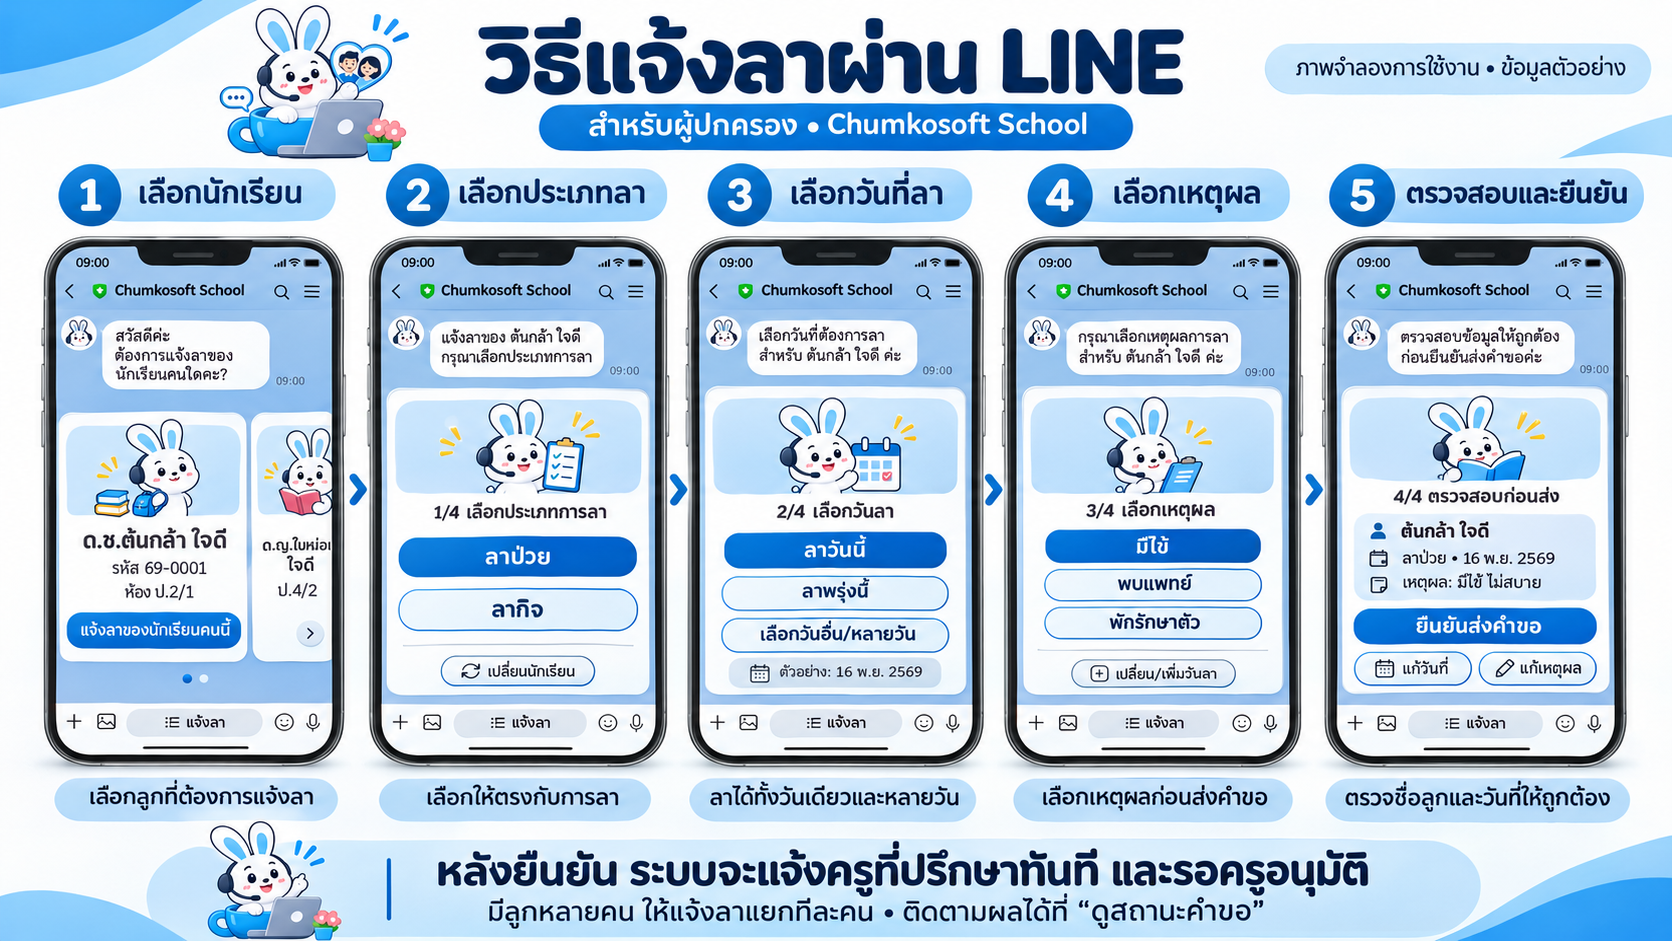 วิธีแจ้งลาผ่าน LINE
สำหรับผู้ปกครอง • Chumkosoft School
ภาพจำลองการใช้งาน • ข้อมูลตัวอย่าง
1 เลือกนักเรียน
09:00
Chumkosoft School
สวัสดีค่ะ
ต้องการแจ้งลาของ
นักเรียนคนใดคะ?
09:00
ด.ช.ต้นกล้า ใจดี
รหัส 69-0001
ห้อง ป.2/1
แจ้งลาของนักเรียนคนนี้
ด.ญ.ใบหม่อน
ใจดี
ป.4/2
แจ้งลา
เลือกลูกที่ต้องการแจ้งลา
2 เลือกประเภทลา
09:00
Chumkosoft School
แจ้งลาของ ต้นกล้า ใจดี
กรุณาเลือกประเภทการลา
09:00
1/4 เลือกประเภทการลา
ลาป่วย
ลากิจ
เปลี่ยนนักเรียน
แจ้งลา
เลือกให้ตรงกับการลา
3 เลือกวันที่ลา
09:00
Chumkosoft School
เลือกวันที่ต้องการลา
สำหรับ ต้นกล้า ใจดี ค่ะ
09:00
2/4 เลือกวันลา
ลาวันนี้
ลาพรุ่งนี้
เลือกวันอื่น/หลายวัน
ตัวอย่าง: 16 พ.ย. 2569
แจ้งลา
ลาได้ทั้งวันเดียวและหลายวัน
4 เลือกเหตุผล
09:00
Chumkosoft School
กรุณาเลือกเหตุผลการลา
สำหรับ ต้นกล้า ใจดี ค่ะ
09:00
3/4 เลือกเหตุผล
มีไข้
พบแพทย์
พักรักษาตัว
เปลี่ยน/เพิ่มวันลา
แจ้งลา
เลือกเหตุผลก่อนส่งคำขอ
5 ตรวจสอบและยืนยัน
09:00
Chumkosoft School
ตรวจสอบข้อมูลให้ถูกต้อง
ก่อนยืนยันส่งคำขอค่ะ
09:00
4/4 ตรวจสอบก่อนส่ง
ต้นกล้า ใจดี
ลาป่วย • 16 พ.ย. 2569
เหตุผล: มีไข้ ไม่สบาย
ยืนยันส่งคำขอ
แก้วันที่
แก้เหตุผล
แจ้งลา
ตรวจชื่อลูกและวันที่ให้ถูกต้อง
หลังยืนยัน ระบบจะแจ้งครูที่ปรึกษาทันที และรอครูอนุมัติ
มีลูกหลายคน ให้แจ้งลาแยกทีละคน • ติดตามผลได้ที่ “ดูสถานะคำขอ”